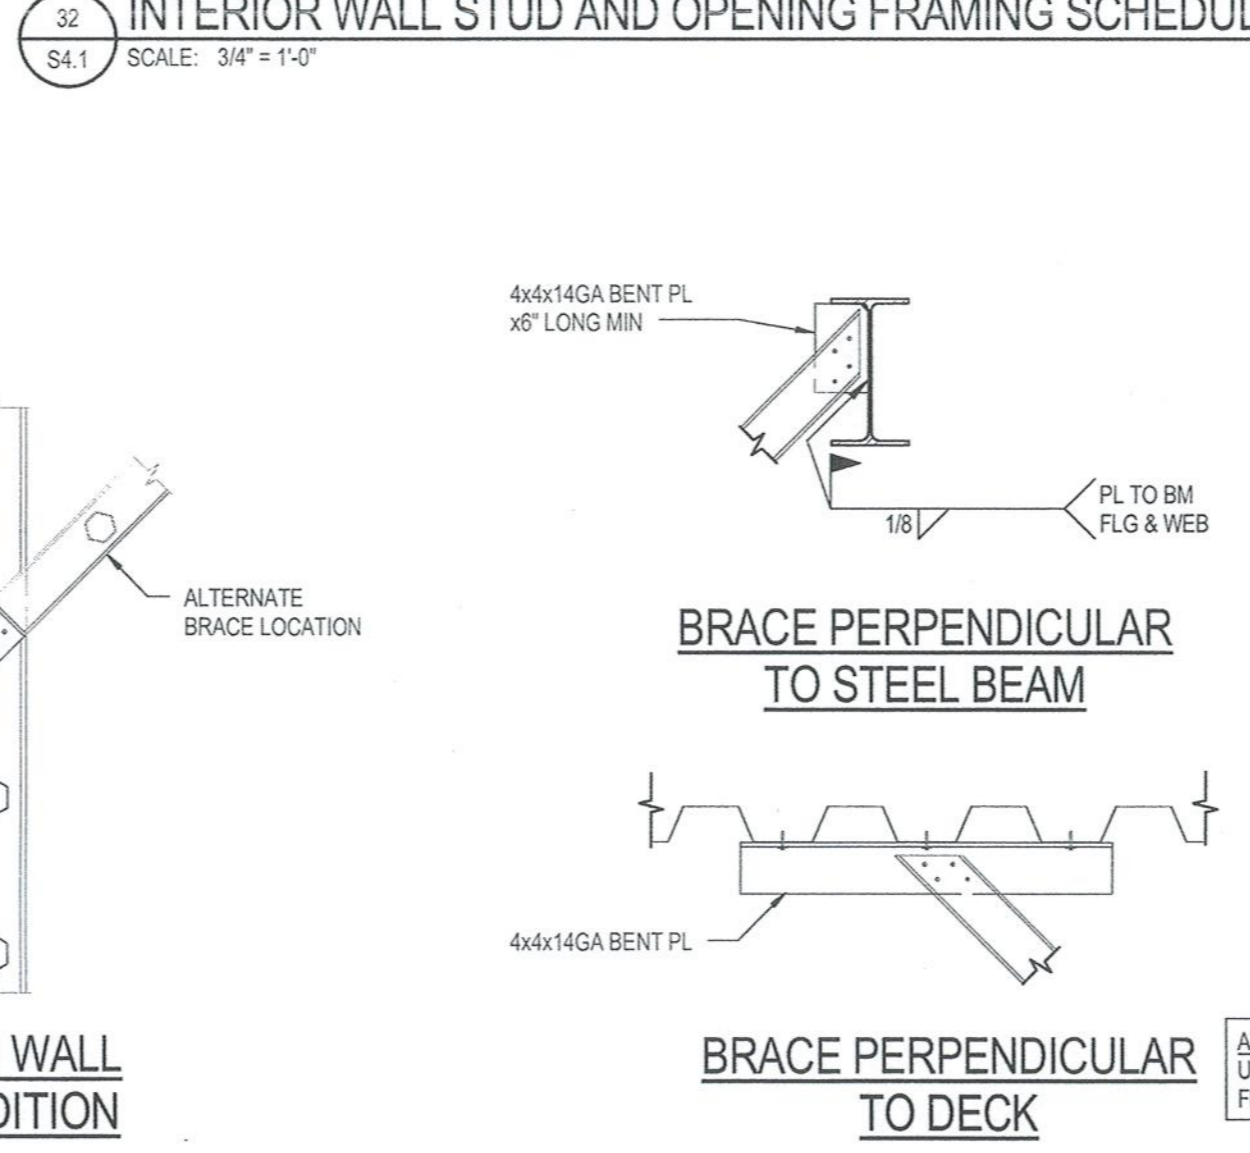 32
S4.1
INTERIOR WALL STUD AND OPENING FRAMING
SCALE: 3/4" = 1'-0"
4x4x14GA BENT PL
x6" LONG MIN
1/8
PL TO BM
FLG & WEB
ALTERNATE
BRACE LOCATION
BRACE PERPENDICULAR
TO STEEL BEAM
4x4x14GA BENT PL
WALL
BRACE PERPENDICULAR
TO DECK